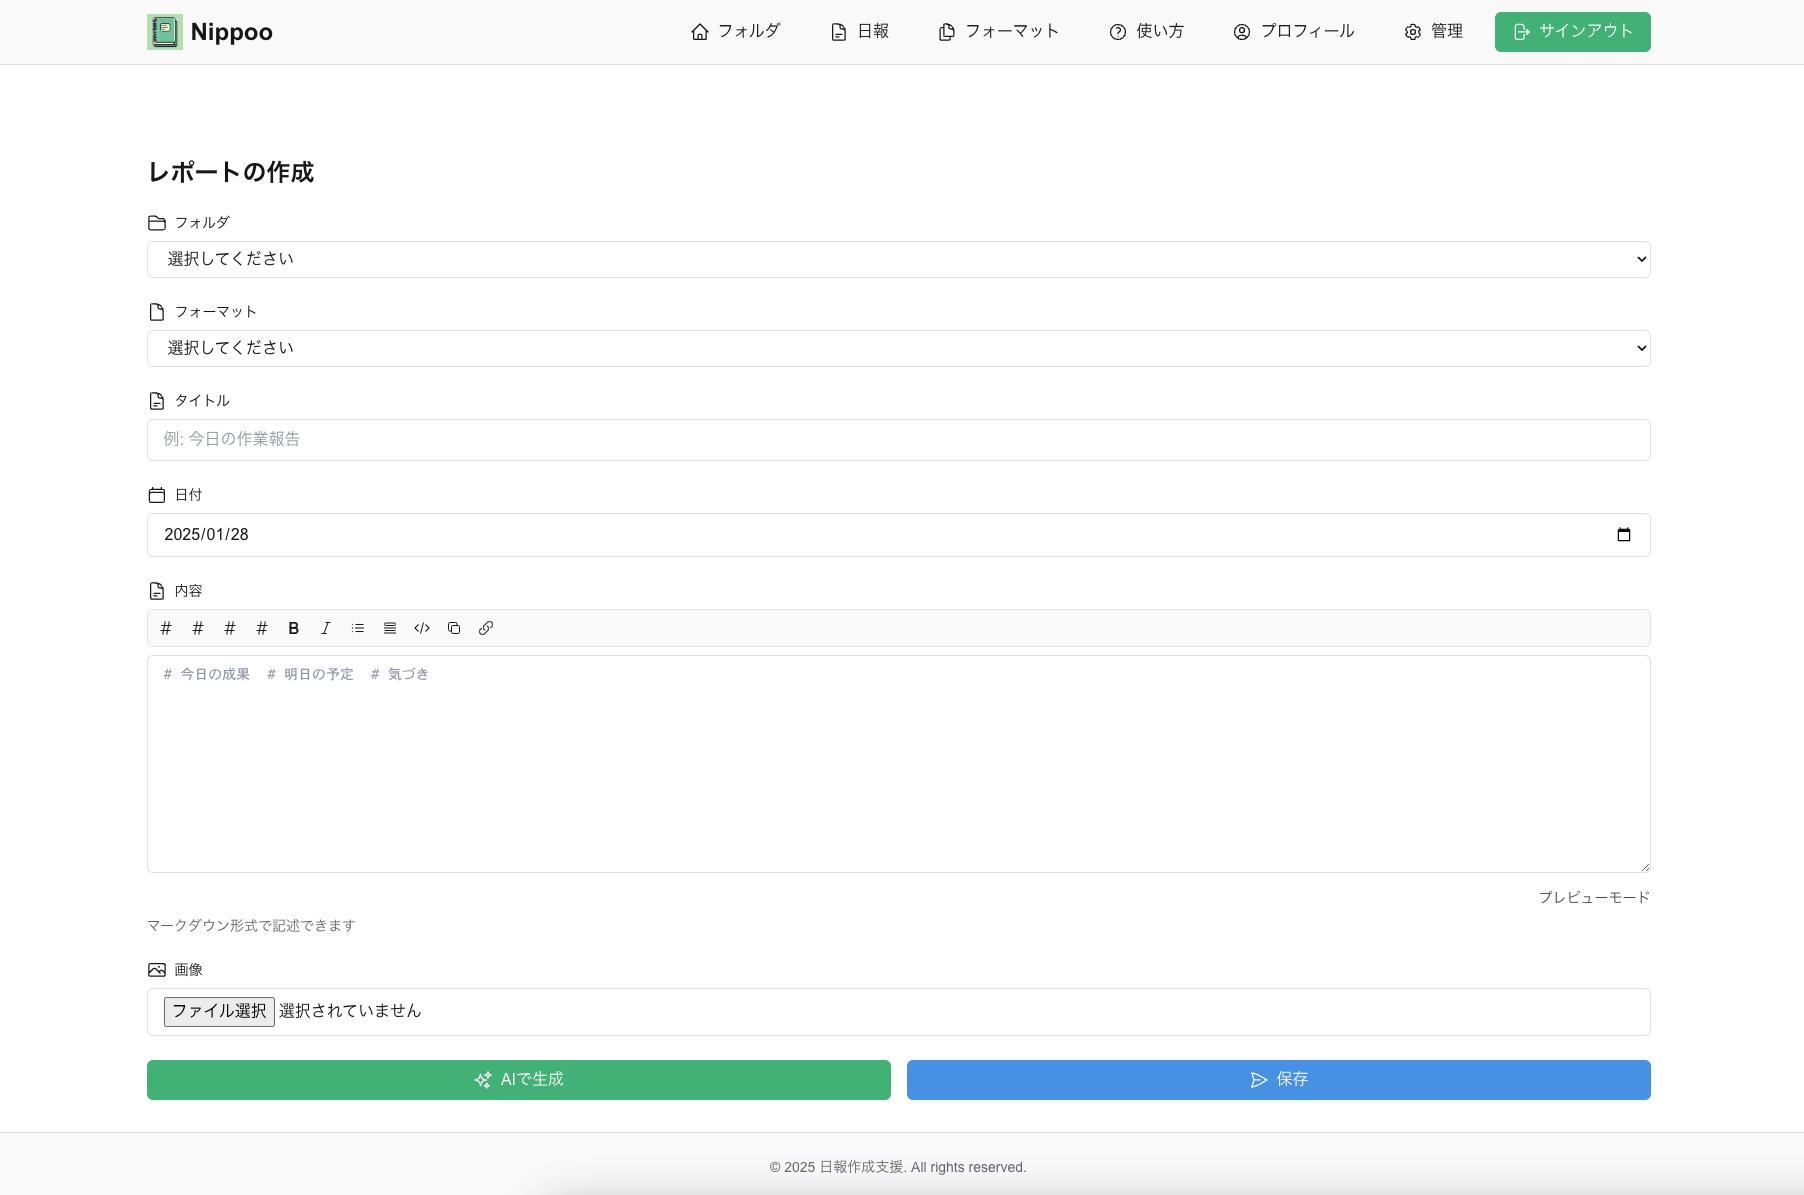 Nippoo
フォルダ
日報
フォーマット
使い方
プロフィール
管理
サインアウト
レポートの作成
フォルダ
選択してください
フォーマット
選択してください
タイトル
例: 今日の作業報告
日付
2025/01/28
内容
# # # # B I </>
# 今日の成果 # 明日の予定 # 気づき
プレビューモード
マークダウン形式で記述できます
画像
ファイル選択 選択されていません
AIで生成
保存
© 2025 日報作成支援. All rights reserved.